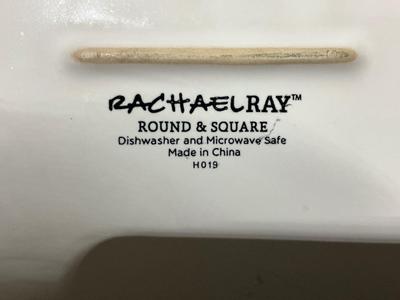 RACHAELRAY™
ROUND & SQUARE
Dishwasher and Microwave Safe
Made in China
H019